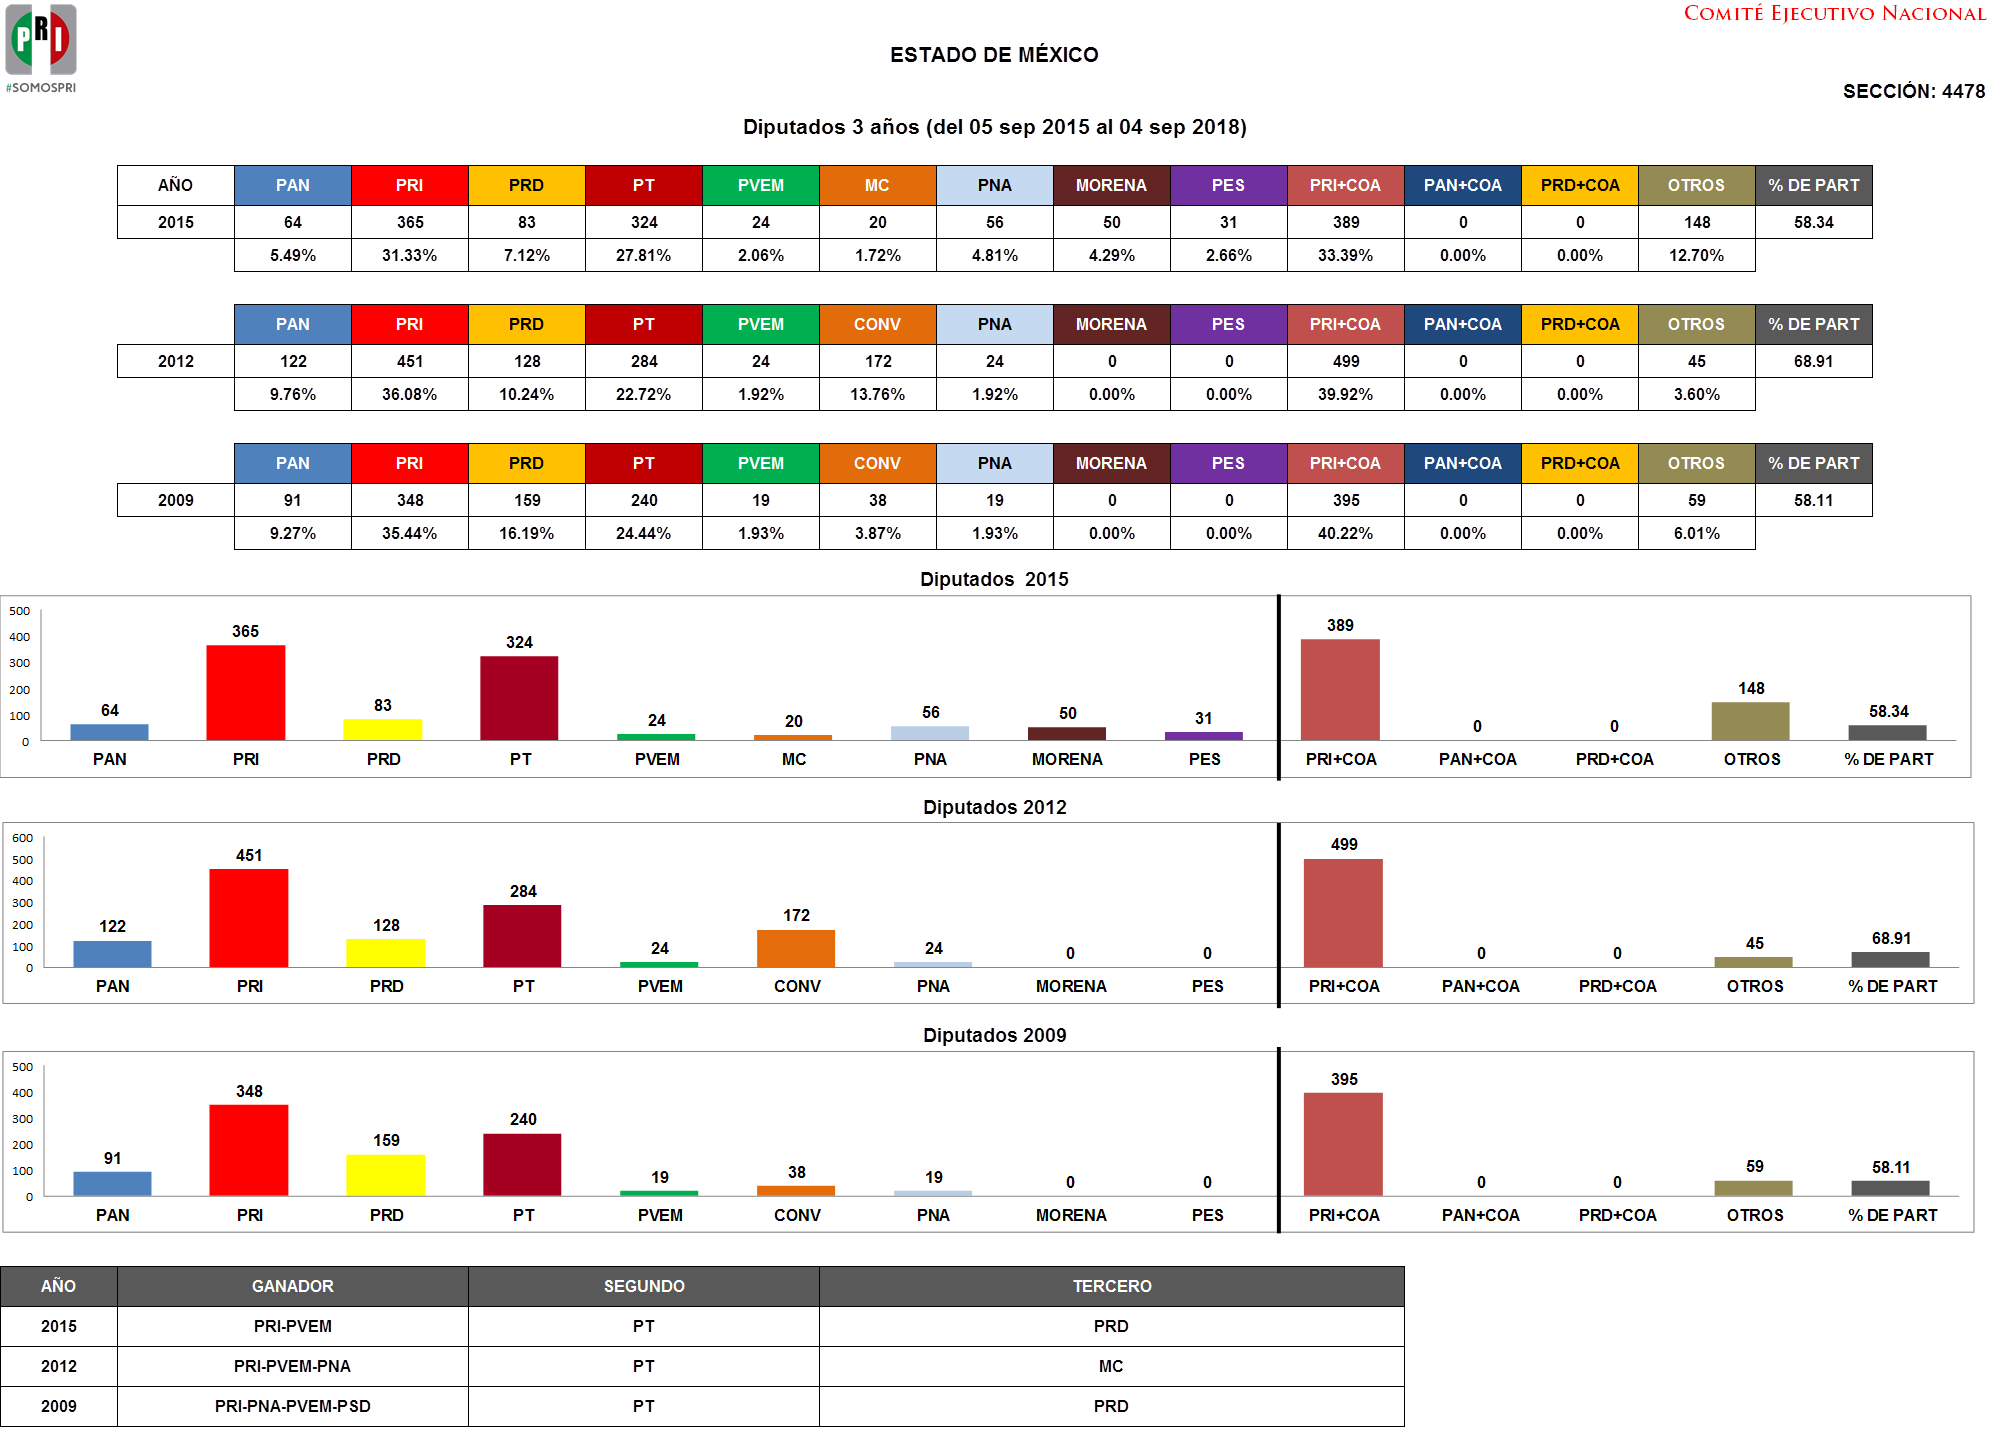 PRI
#SOMOSPRI
COMITÉ EJECUTIVO NACIONAL
ESTADO DE MÉXICO
SECCIÓN: 4478
Diputados 3 años (del 05 sep 2015 al 04 sep 2018)
AÑO PAN PRI PRD PT PVEM MC PNA MORENA PES PRI+COA PAN+COA PRD+COA OTROS % DE PART
2015 64 365 83 324 24 20 56 50 31 389 0 0 148 58.34
5.49% 31.33% 7.12% 27.81% 2.06% 1.72% 4.81% 4.29% 2.66% 33.39% 0.00% 0.00% 12.70%
PAN PRI PRD PT PVEM CONV PNA MORENA PES PRI+COA PAN+COA PRD+COA OTROS % DE PART
2012 122 451 128 284 24 172 24 0 0 499 0 0 45 68.91
9.76% 36.08% 10.24% 22.72% 1.92% 13.76% 1.92% 0.00% 0.00% 39.92% 0.00% 0.00% 3.60%
PAN PRI PRD PT PVEM CONV PNA MORENA PES PRI+COA PAN+COA PRD+COA OTROS % DE PART
2009 91 348 159 240 19 38 19 0 0 395 0 0 59 58.11
9.27% 35.44% 16.19% 24.44% 1.93% 3.87% 1.93% 0.00% 0.00% 40.22% 0.00% 0.00% 6.01%
Diputados 2015
500
400
300
200
100
0
64 365 83 324 24 20 56 50 31 389 0 0 148 58.34
PAN PRI PRD PT PVEM MC PNA MORENA PES PRI+COA PAN+COA PRD+COA OTROS % DE PART
Diputados 2012
600
500
400
300
200
100
0
122 451 128 284 24 172 24 0 0 499 0 0 45 68.91
PAN PRI PRD PT PVEM CONV PNA MORENA PES PRI+COA PAN+COA PRD+COA OTROS % DE PART
Diputados 2009
500
400
300
200
100
0
91 348 159 240 19 38 19 0 0 395 0 0 59 58.11
PAN PRI PRD PT PVEM CONV PNA MORENA PES PRI+COA PAN+COA PRD+COA OTROS % DE PART
AÑO GANADOR SEGUNDO TERCERO
2015 PRI-PVEM PT PRD
2012 PRI-PVEM-PNA PT MC
2009 PRI-PNA-PVEM-PSD PT PRD